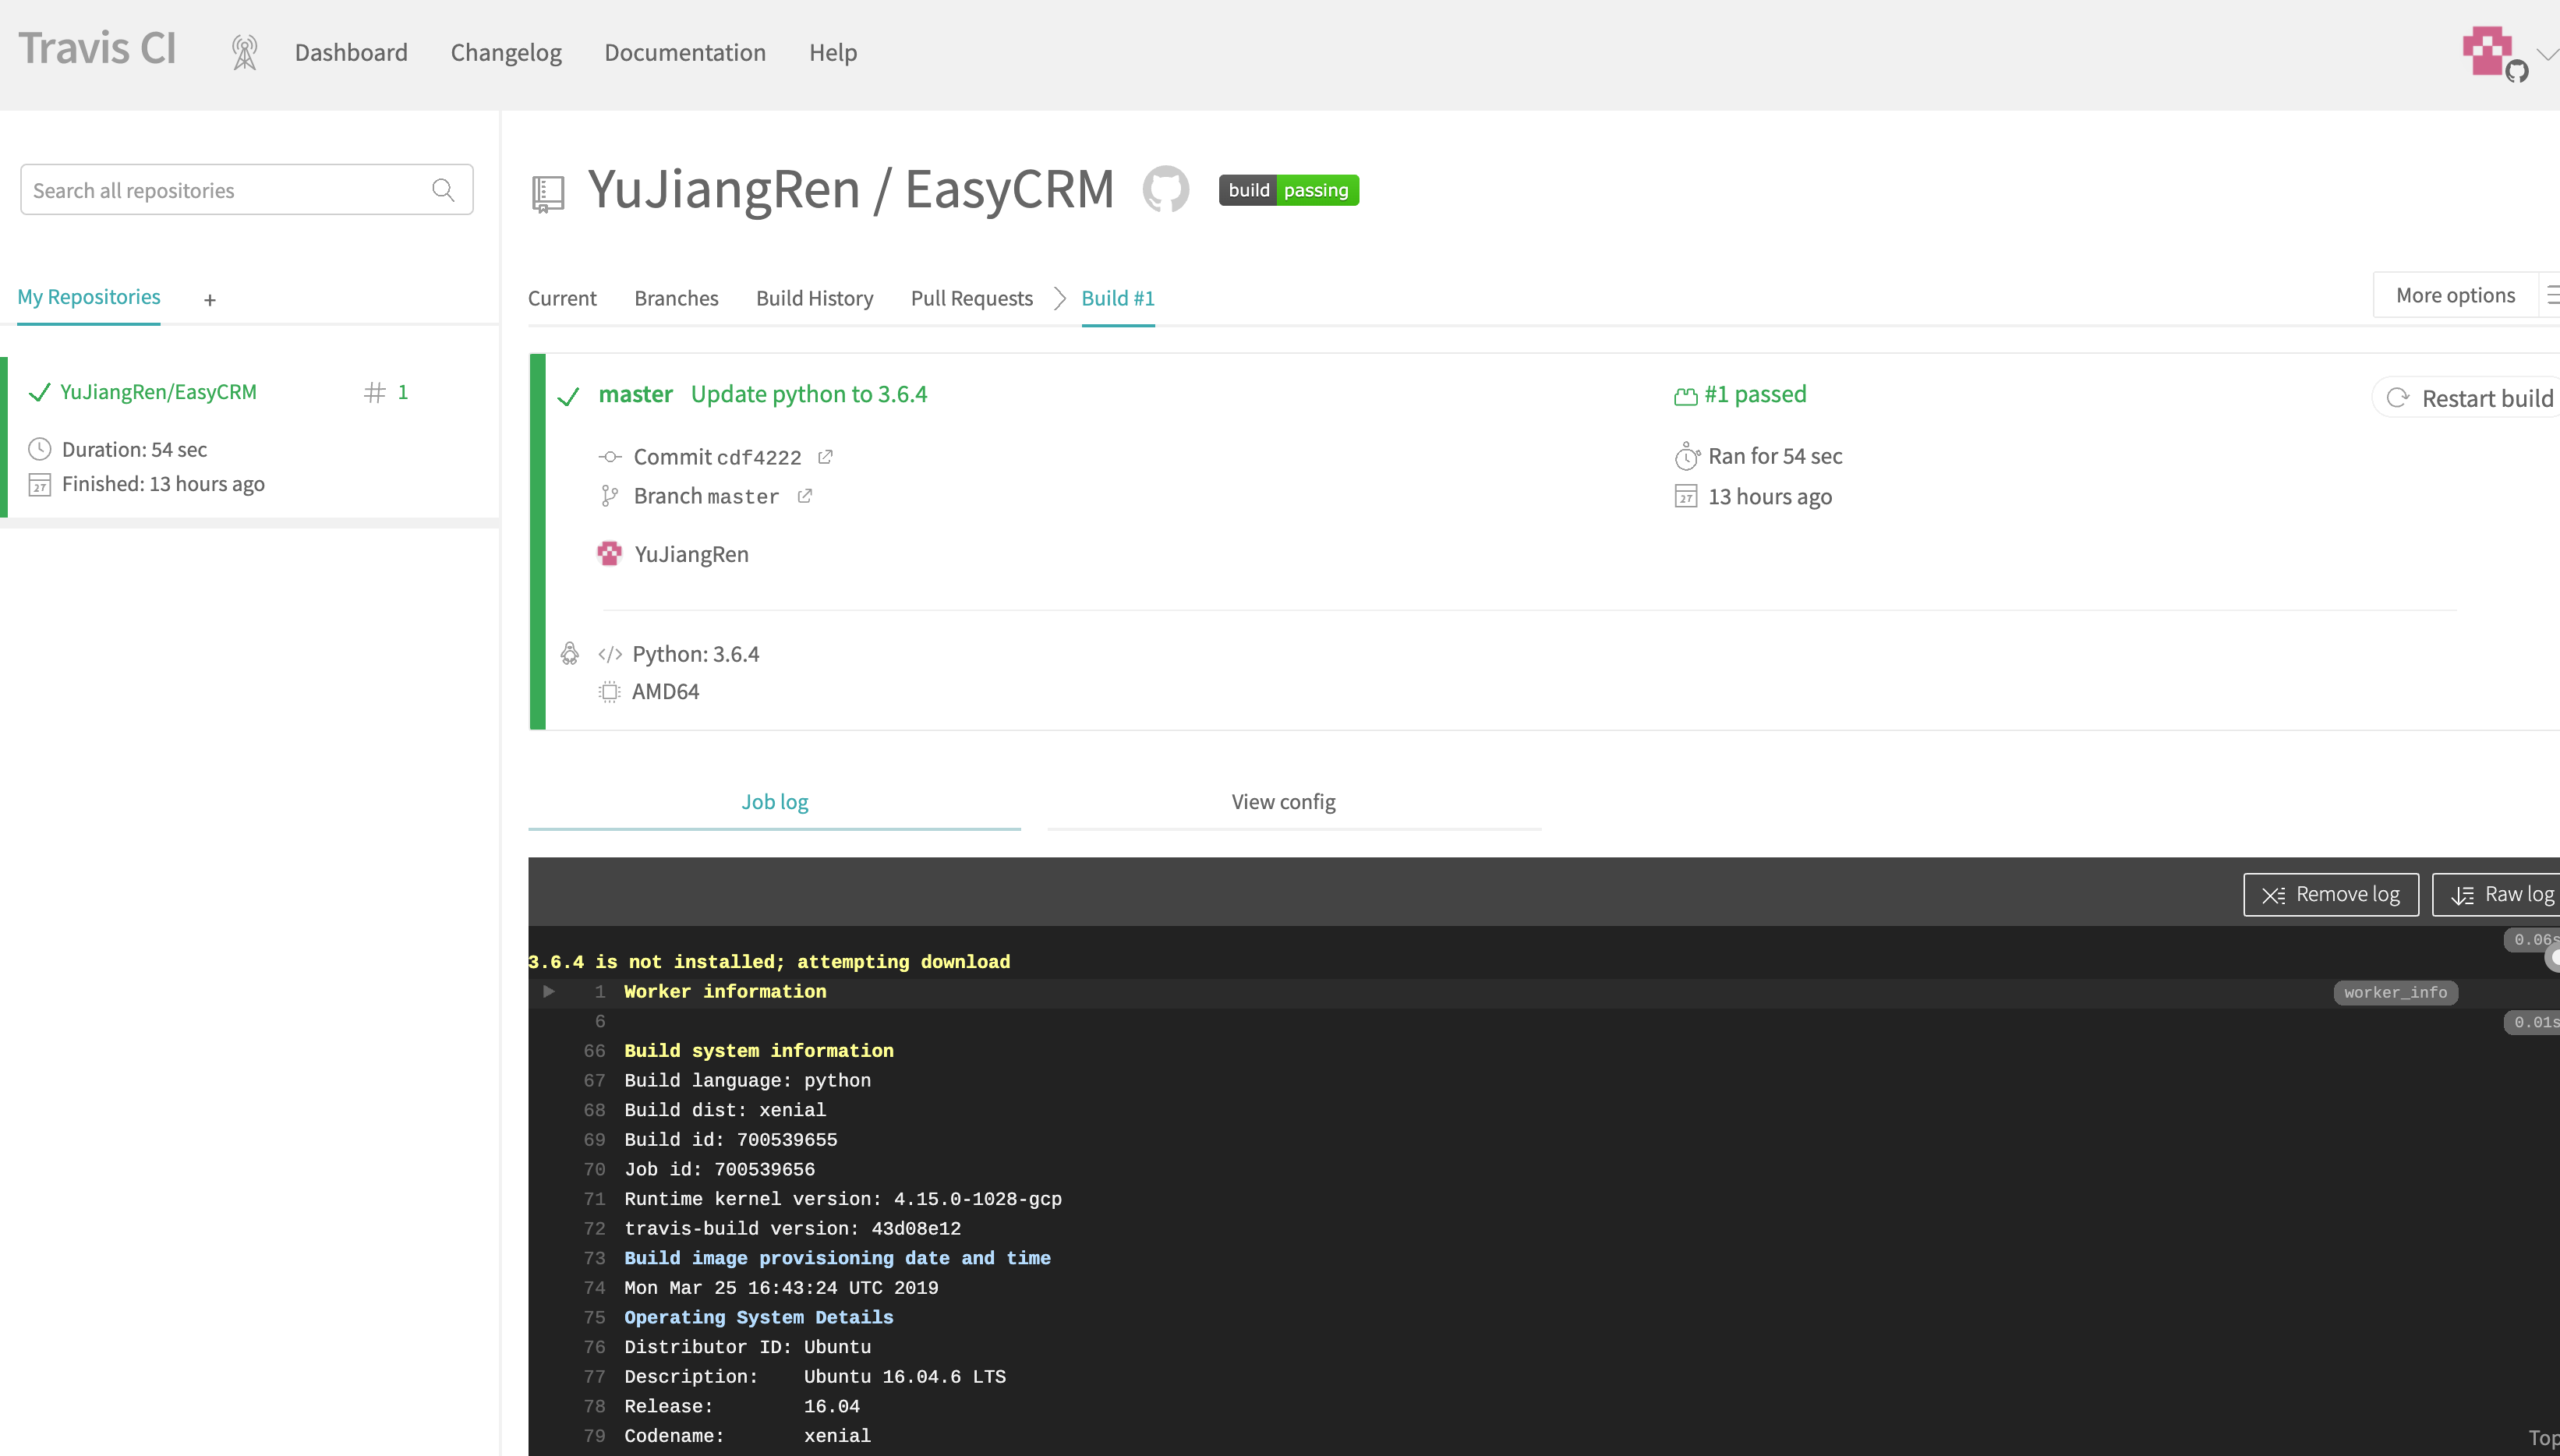 Travis CI
Dashboard
Changelog
Documentation
Help
Search all repositories
My Repositories
+
YuJiangRen/EasyCRM
# 1
Duration: 54 sec
27 Finished: 13 hours ago
YuJiangRen / EasyCRM
build passing
Current
Branches
Build History
Pull Requests
Build #1
More options
master Update python to 3.6.4
Commit cdf4222
Branch master
YuJiangRen
#1 passed
Ran for 54 sec
27 13 hours ago
Restart build
</> Python: 3.6.4
AMD64
Job log
View config
Remove log
Raw log
0.06s
3.6.4 is not installed; attempting download
1 Worker information
worker_info
6
0.01s
66 Build system information
67 Build language: python
68 Build dist: xenial
69 Build id: 700539655
70 Job id: 700539656
71 Runtime kernel version: 4.15.0-1028-gcp
72 travis-build version: 43d08e12
73 Build image provisioning date and time
74 Mon Mar 25 16:43:24 UTC 2019
75 Operating System Details
76 Distributor ID: Ubuntu
77 Description: Ubuntu 16.04.6 LTS
78 Release: 16.04
79 Codename: xenial
Top